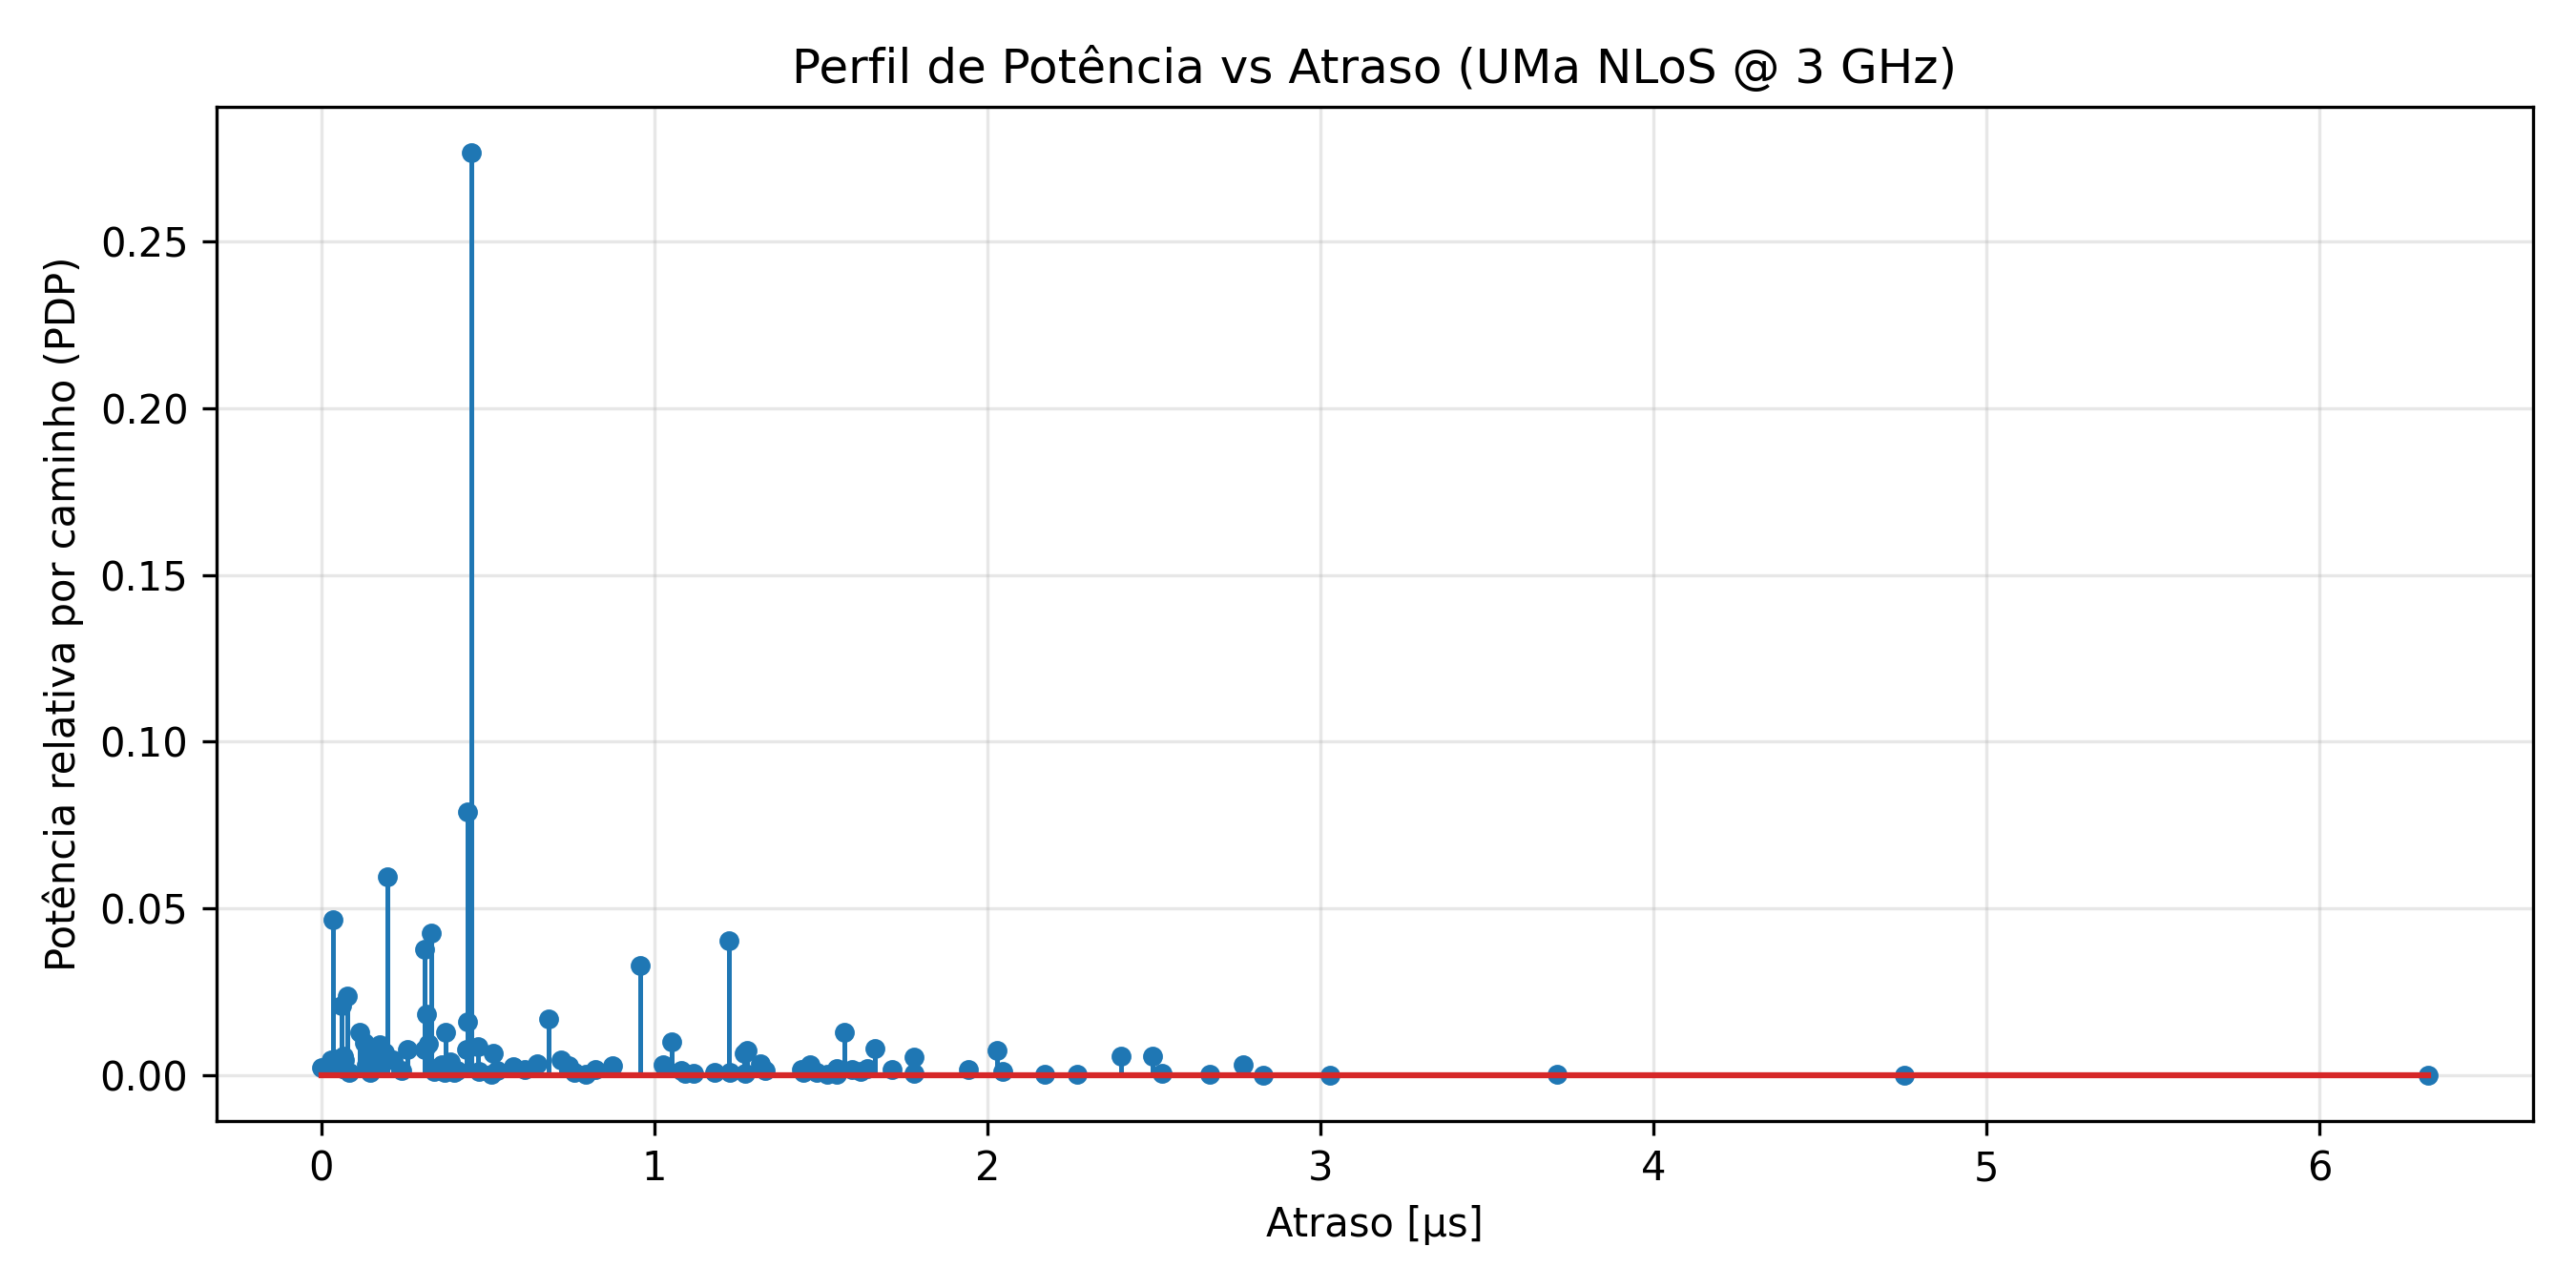 Perfil de Potência vs Atraso (UMa NLoS @ 3 GHz)
Potência relativa por caminho (PDP)
0.25
0.20
0.15
0.10
0.05
0.00
0 1 2 3 4 5 6
Atraso [µs]